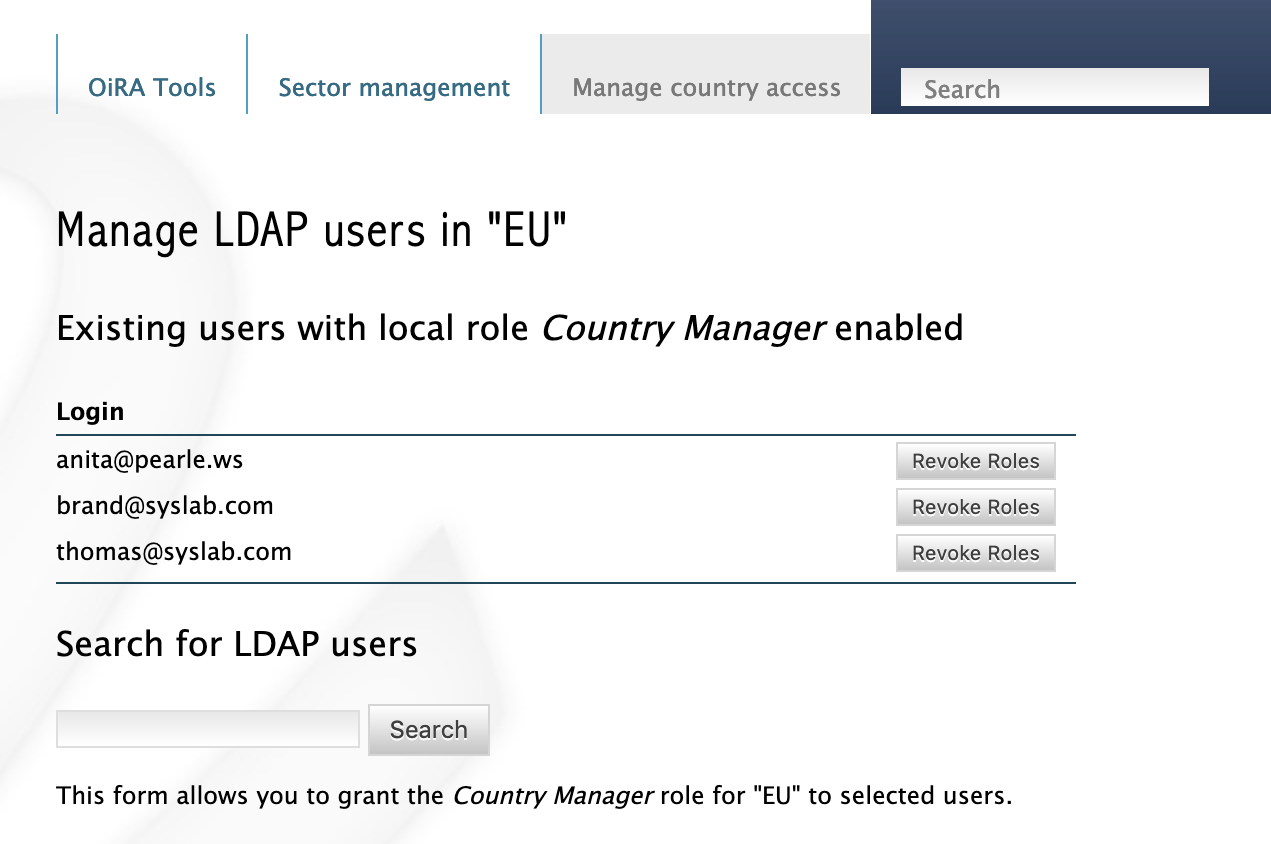 OiRA Tools
Sector management
Manage country access
Search
Manage LDAP users in "EU"
Existing users with local role Country Manager enabled
Login
anita@pearle.ws Revoke Roles
brand@syslab.com Revoke Roles
thomas@syslab.com Revoke Roles
Search for LDAP users
Search
This form allows you to grant the Country Manager role for "EU" to selected users.